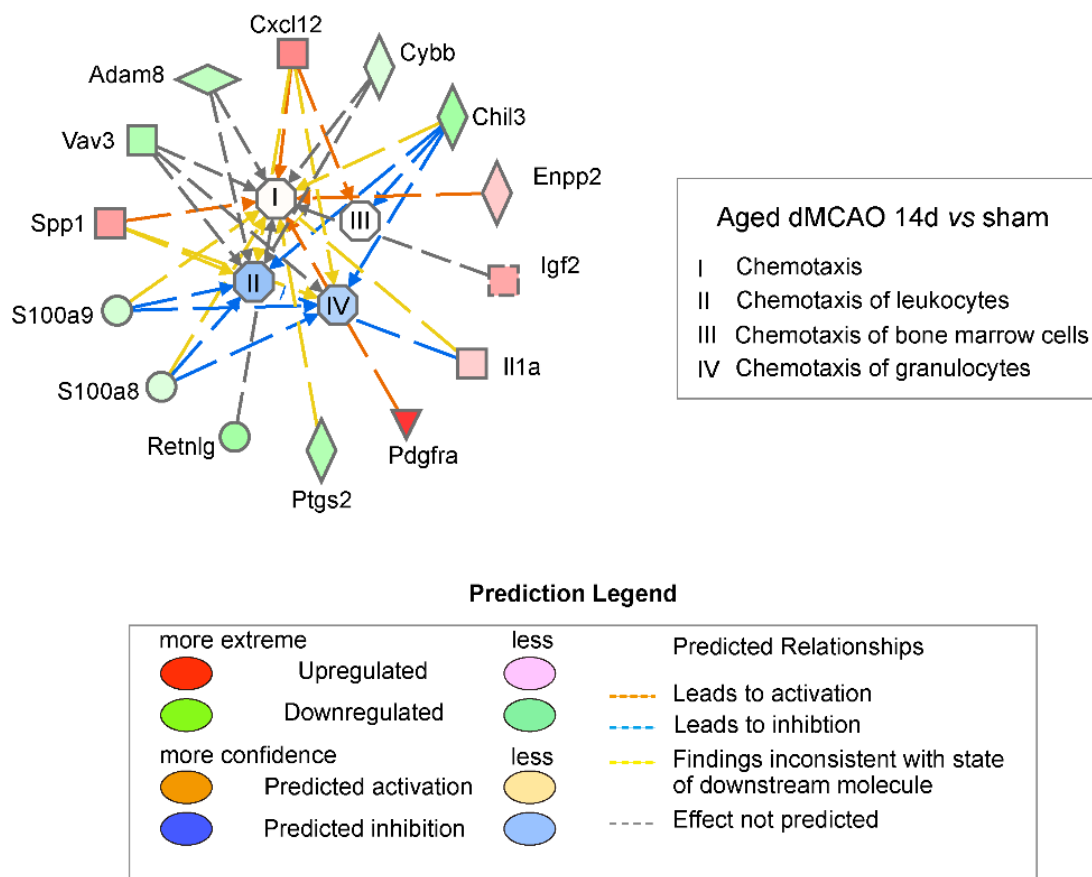 Cxcl12
Cybb
Adam8
Chil3
Vav3
Enpp2
I
Spp1
III
Igf2
II
IV
S100a9
Il1a
S100a8
Retnlg
Pdgfra
Ptgs2
Aged dMCAO 14d vs sham
I Chemotaxis
II Chemotaxis of leukocytes
III Chemotaxis of bone marrow cells
IV Chemotaxis of granulocytes
Prediction Legend
more extreme less
Upregulated
Downregulated
more confidence less
Predicted activation
Predicted inhibition
Predicted Relationships
Leads to activation
Leads to inhibtion
Findings inconsistent with state
of downstream molecule
Effect not predicted